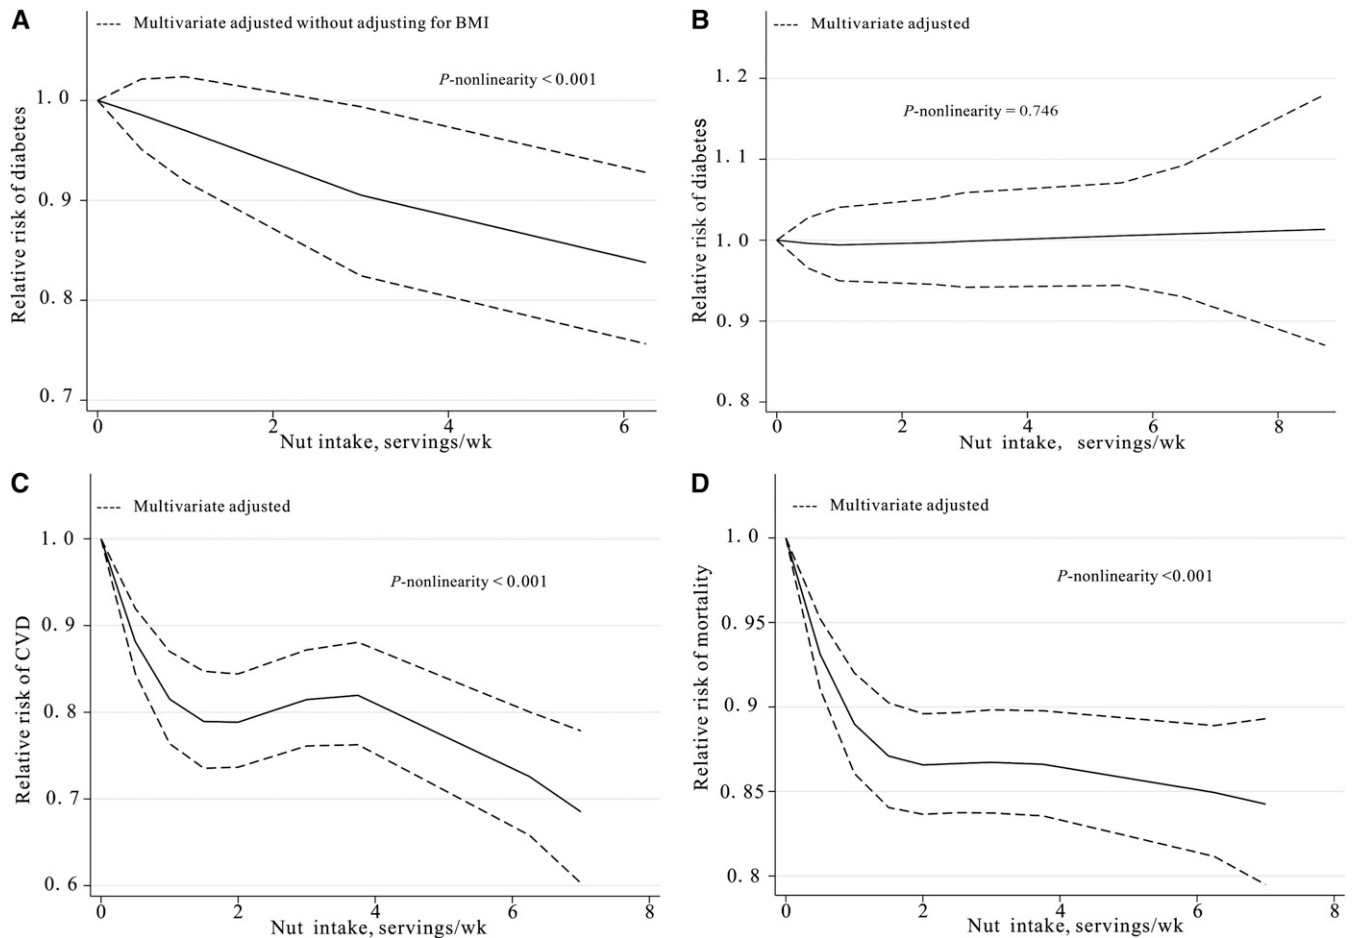 A
Multivariate adjusted without adjusting for BMI
P-nonlinearity < 0.001
Relative risk of diabetes
1. 0
0. 9
0. 8
0. 7
0 2 4 6
Nut intake, servings/wk
B
Multivariate adjusted
P-nonlinearity = 0.746
Relative risk of diabetes
1. 2
1. 1
1. 0
0. 9
0. 8
0 2 4 6 8
Nut intake, servings/wk
C
Multivariate adjusted
P-nonlinearity < 0.001
Relative risk of CVD
1. 0
0. 9
0. 8
0. 7
0. 6
0 2 4 6 8
Nut intake, servings/wk
D
Multivariate adjusted
P-nonlinearity <0.001
Relative risk of mortality
1. 0
0. 95
0. 9
0. 85
0. 8
0 2 4 6 8
Nut intake, servings/wk